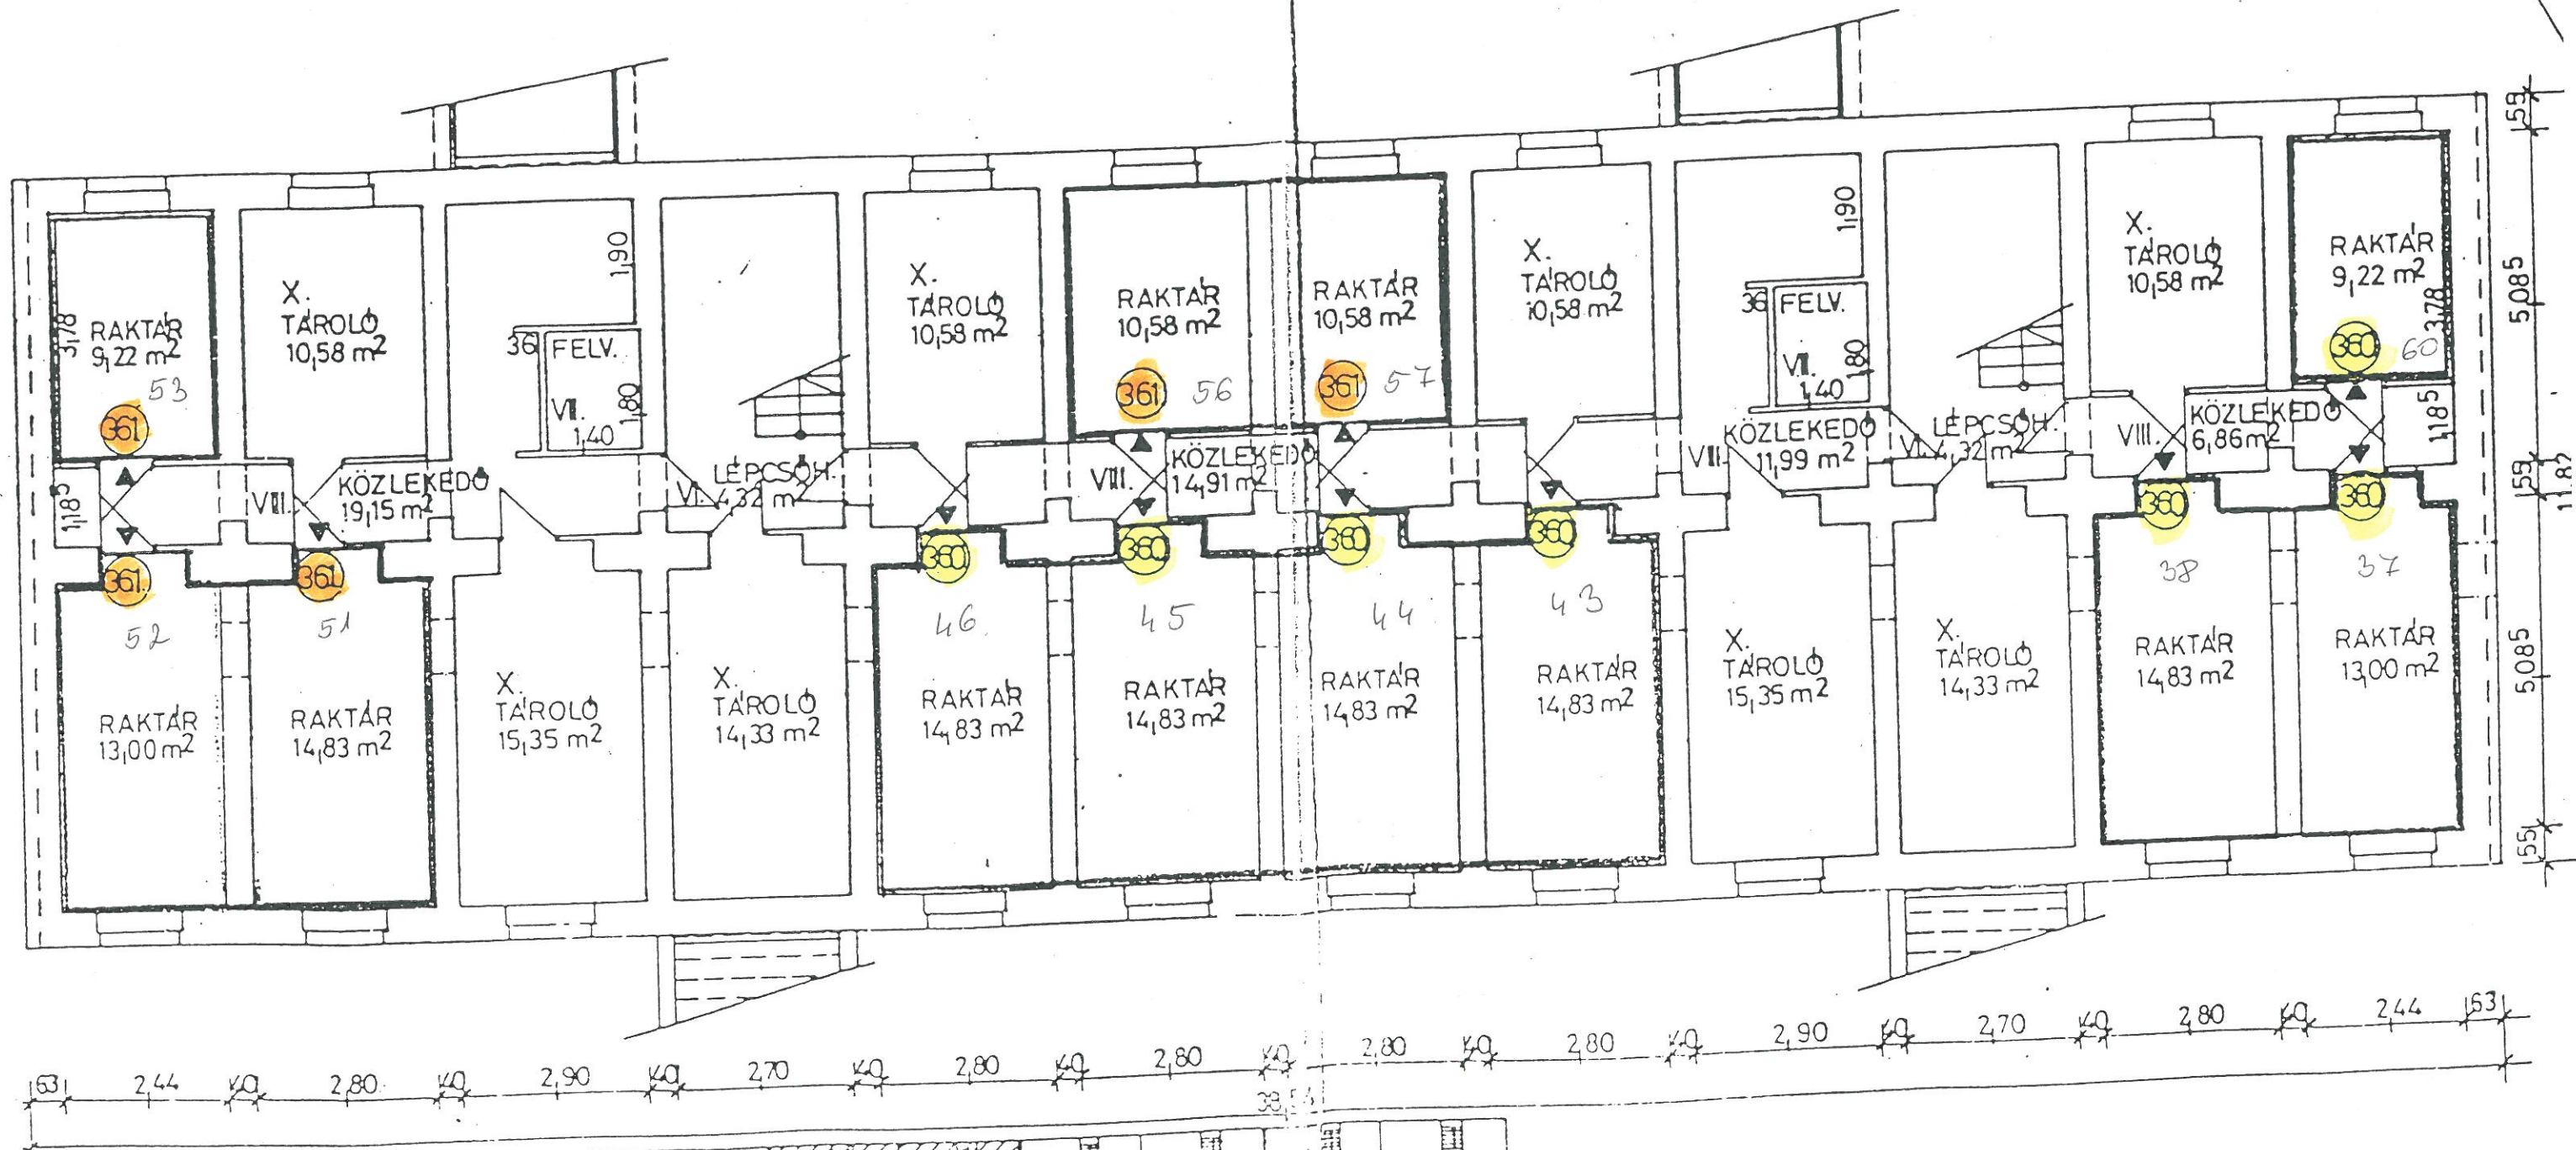 RAKTÁR
9,22 m2
3,78
53
361
X.
TÁROLÓ
10,58 m2
1,90
36
FELV.
VII.
1,80
1,40
X.
TÁROLÓ
10,58 m2
RAKTÁR
10,58 m2
361
56
RAKTÁR
10,58 m2
361
57
X.
TÁROLÓ
10,58 m2
1,90
36
FELV.
VII.
1,80
1,40
X.
TÁROLÓ
10,58 m2
RAKTÁR
9,22 m2
3,78
360
60
1,185
VIII.
KÖZLEKEDŐ
19,15 m2
LÉPCSŐH.
VI. 4,32 m2
VIII.
KÖZLEKEDŐ
14,91 m2
VIII.
KÖZLEKEDŐ
11,99 m2
LÉPCSŐH.
VI. 4,32 m2
VIII.
KÖZLEKEDŐ
6,86 m2
1,185
361
52
RAKTÁR
13,00 m2
361
51
RAKTÁR
14,83 m2
X.
TÁROLÓ
15,35 m2
X.
TÁROLÓ
14,33 m2
360
46
RAKTÁR
14,83 m2
360
45
RAKTÁR
14,83 m2
360
44
RAKTÁR
14,83 m2
360
43
RAKTÁR
14,83 m2
X.
TÁROLÓ
15,35 m2
X.
TÁROLÓ
14,33 m2
360
38
RAKTÁR
14,83 m2
360
37
RAKTÁR
13,00 m2
59
5,085
59
11,82
5,085
55
63 2,44 40 2,80 40 2,90 40 2,70 40 2,80 40 2,80 40 2,80 40 2,80 40 2,90 40 2,70 40 2,80 40 2,44 63